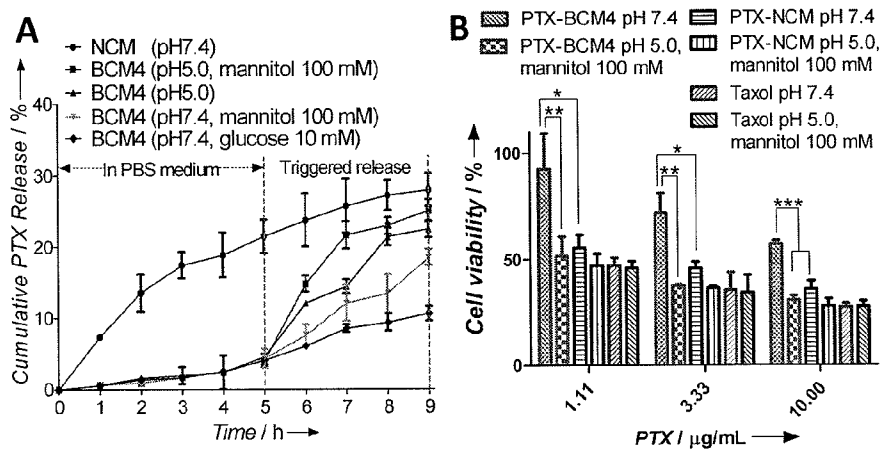 A
NCM (pH7.4)
BCM4 (pH5.0, mannitol 100 mM)
BCM4 (pH5.0)
BCM4 (pH7.4, mannitol 100 mM)
BCM4 (pH7.4, glucose 10 mM)
In PBS medium
Triggered release
Cumulative PTX Release / %
40
30
20
10
0
0 1 2 3 4 5 6 7 8 9
Time / h
B
PTX-BCM4 pH 7.4
PTX-BCM4 pH 5.0,
mannitol 100 mM
PTX-NCM pH 7.4
PTX-NCM pH 5.0,
mannitol 100 mM
Taxol pH 7.4
Taxol pH 5.0,
mannitol 100 mM
Cell viability / %
100
50
0
*
**
*
**
***
1.11 3.33 10.00
PTX / μg/mL